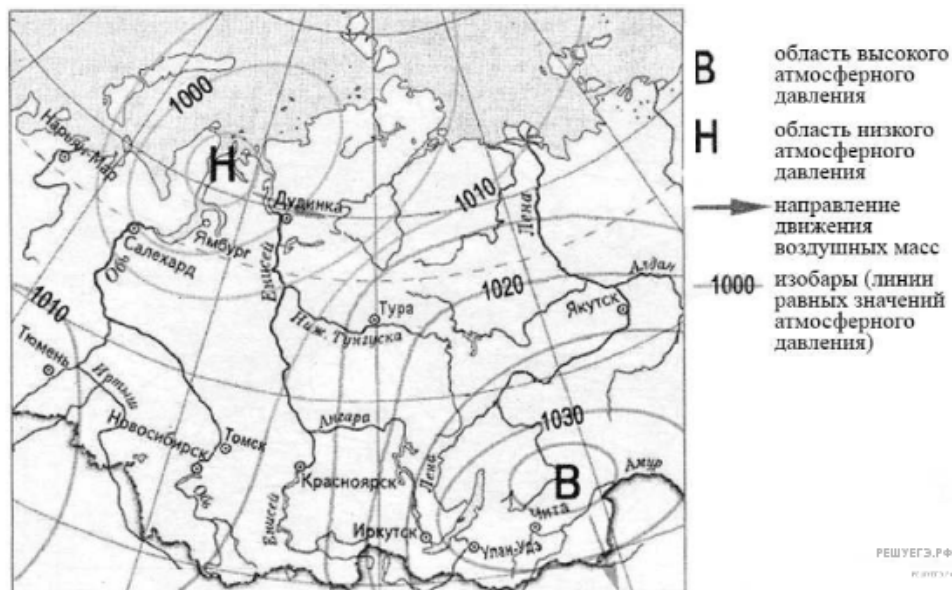 1000
Нарьян-Мар
Н
Дудинка
1010
Лена
Салехард
Ямбург
Обь
Енисей
1020
Алдан
1010
Тура
Якутск
Ниж. Тунгуска
Тюмень
Иртыш
1030
Ангара
Новосибирск
Томск
Лена
В
Амур
Красноярск
Обь
Енисей
Чита
Иркутск
Улан-Удэ
В
область высокого
атмосферного
давления
Н
область низкого
атмосферного
давления
направление
движения
воздушных масс
1000
изобары (линии
равных значений
атмосферного
давления)
РЕШУЕГЭ.РФ